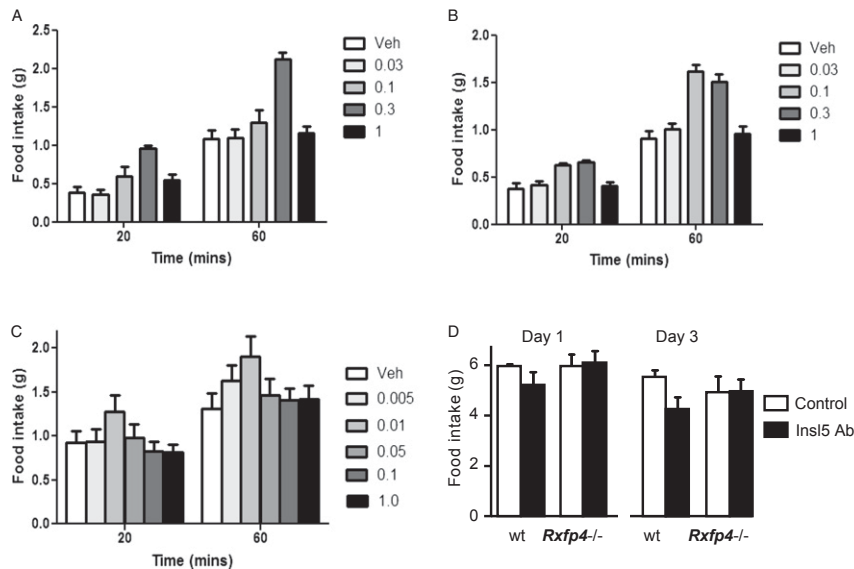 A
Food intake (g)
2.5
2.0
1.5
1.0
0.5
0.0
20
60
Time (mins)
Veh
0.03
0.1
0.3
1
B
Food intake (g)
2.0
1.5
1.0
0.5
0.0
20
60
Time (mins)
Veh
0.03
0.1
0.3
1
C
Food intake (g)
2.0
1.5
1.0
0.5
0.0
20
60
Time (mins)
Veh
0.005
0.01
0.05
0.1
1.0
D
Day 1
Day 3
Food intake (g)
6
4
6
0
wt
Rxfp4-/-
wt
Rxfp4-/-
Control
Insl5 Ab